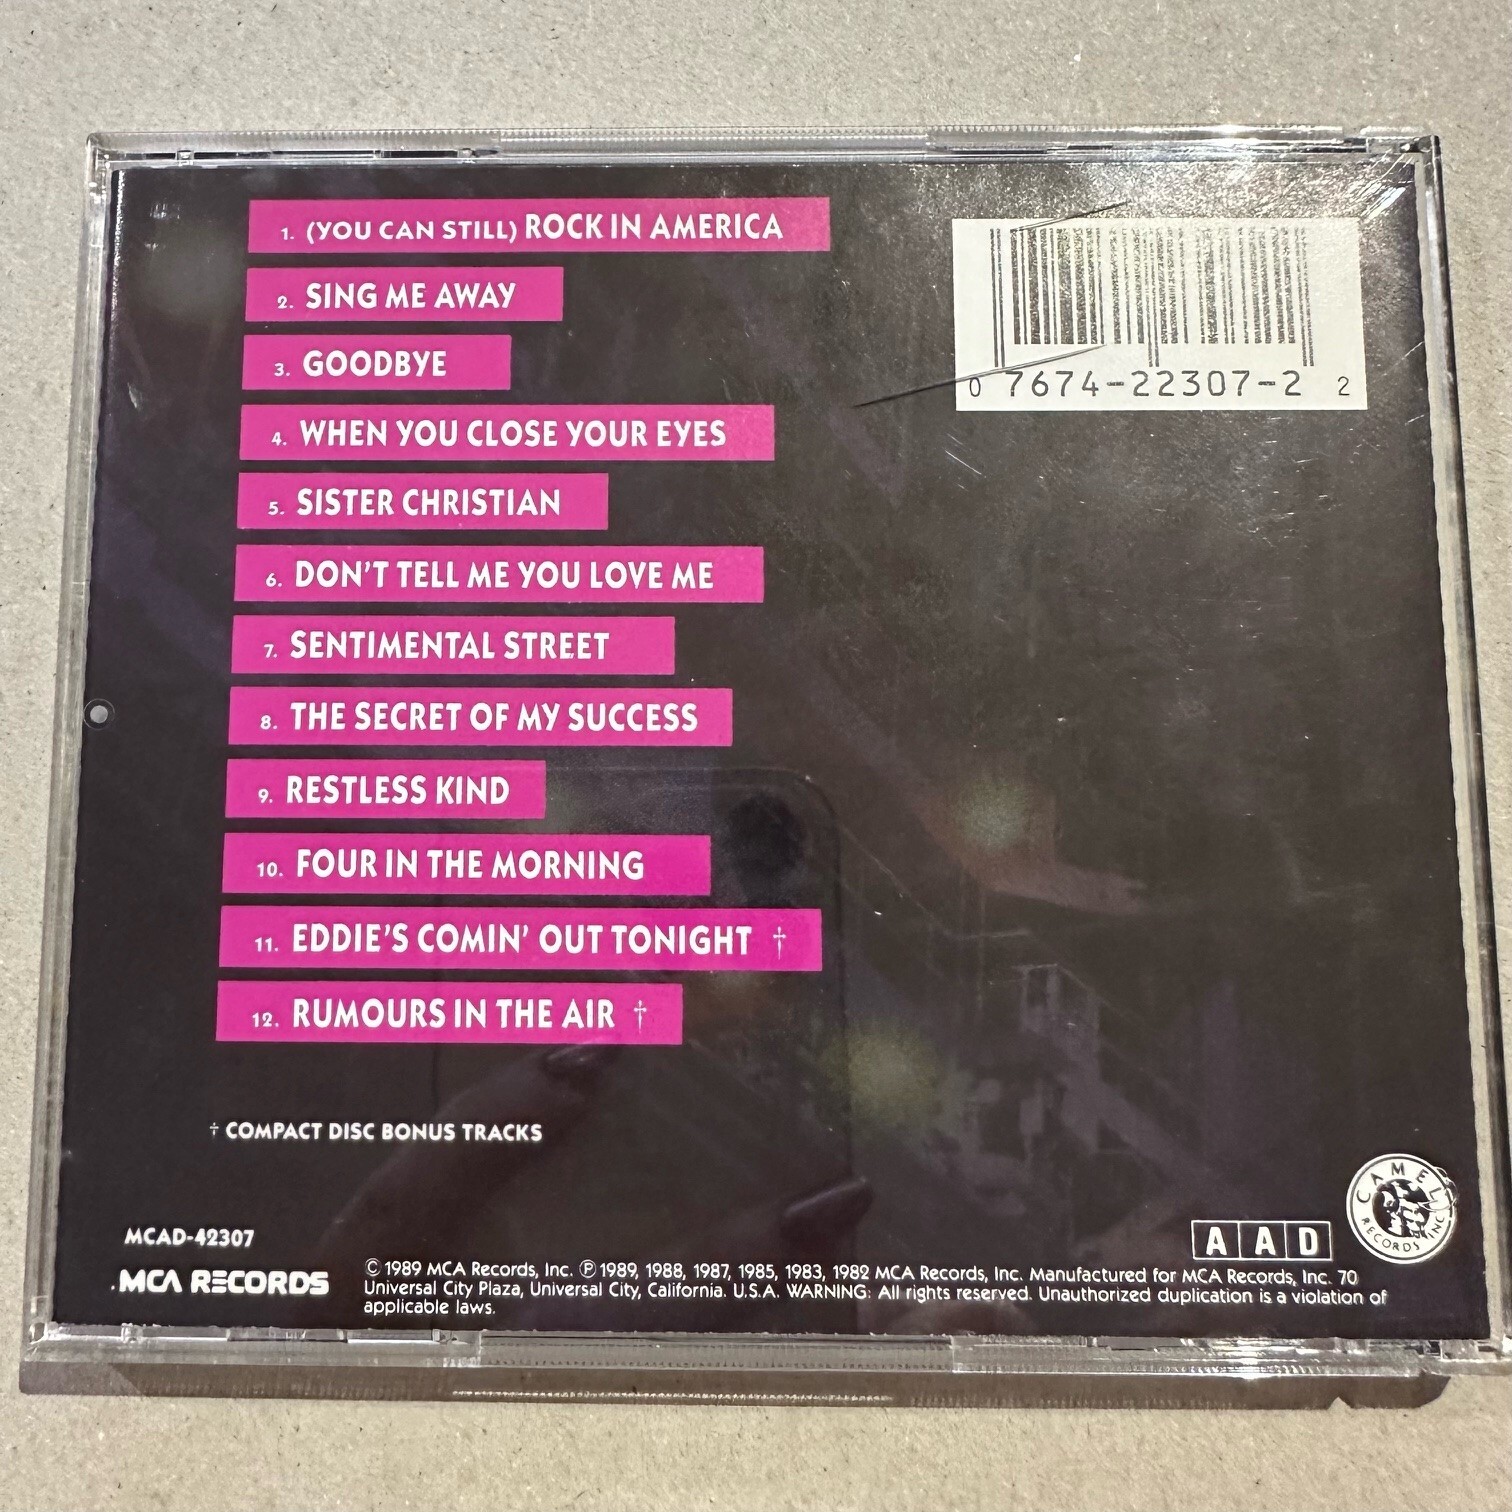 1. (YOU CAN STILL) ROCK IN AMERICA
2. SING ME AWAY
3. GOODBYE
4. WHEN YOU CLOSE YOUR EYES
5. SISTER CHRISTIAN
6. DON'T TELL ME YOU LOVE ME
7. SENTIMENTAL STREET
8. THE SECRET OF MY SUCCESS
9. RESTLESS KIND
10. FOUR IN THE MORNING
11. EDDIE'S COMIN' OUT TONIGHT †
12. RUMOURS IN THE AIR †
† COMPACT DISC BONUS TRACKS
0 7674-22307-2 2
MCAD-42307
MCA RECORDS
© 1989 MCA Records, Inc. ℗ 1989, 1988, 1987, 1985, 1983, 1982 MCA Records, Inc. Manufactured for MCA Records, Inc. 70
Universal City Plaza, Universal City, California. U.S.A. WARNING: All rights reserved. Unauthorized duplication is a violation of
applicable laws.
AAD
CAMEL
RECORDS INC